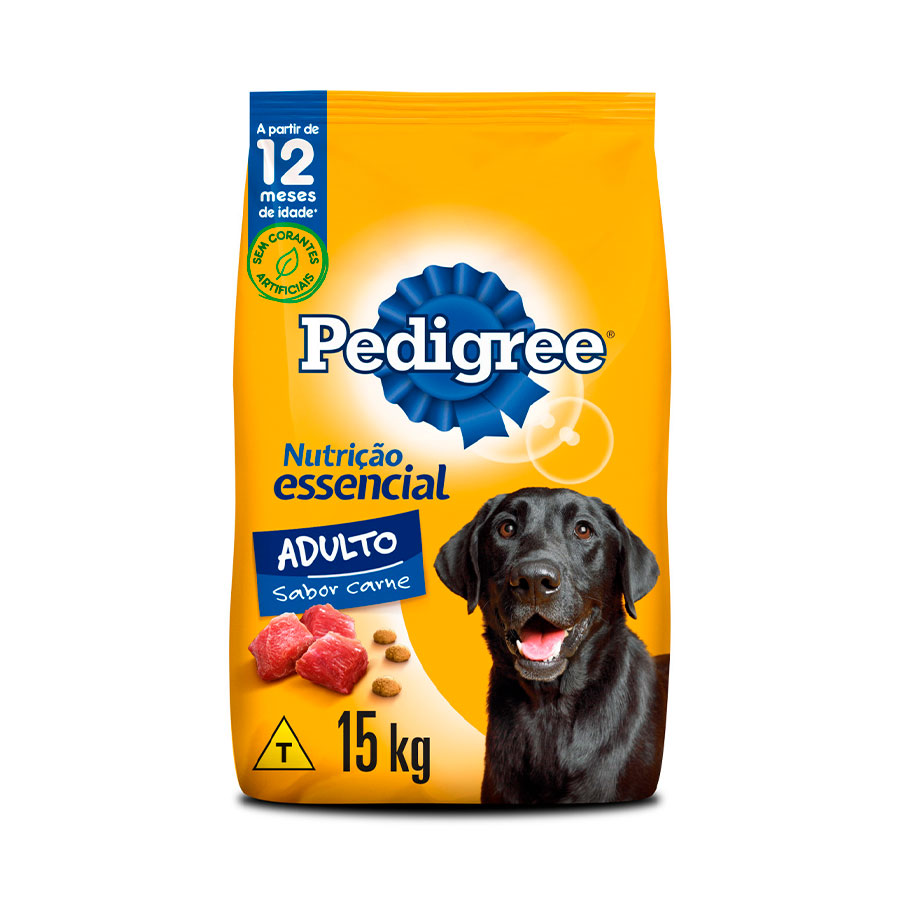 A partir de
12
meses
de idade*
SEM CORANTES
ARTIFICIAIS
Pedigree®
Nutrição
essencial
ADULTO
Sabor carne
T
15 kg